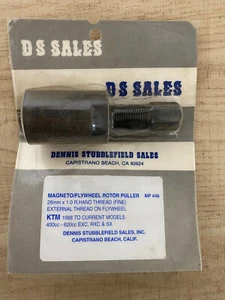 DS SALES
DS SALES
DENNIS STUBBLEFIELD SALES
CAPISTRANO BEACH, CA 92624
MAGNETO/FLYWHEEL ROTOR PULLER MP #46
26mm x 1.0 R.HAND THREAD (FINE)
EXTERNAL THREAD ON FLYWHEEL
KTM 1988 TO CURRENT MODELS
400cc - 620cc EXC, RXC & SX
DENNIS STUBBLEFIELD SALES, INC.
CAPISTRANO BEACH, CALIF.